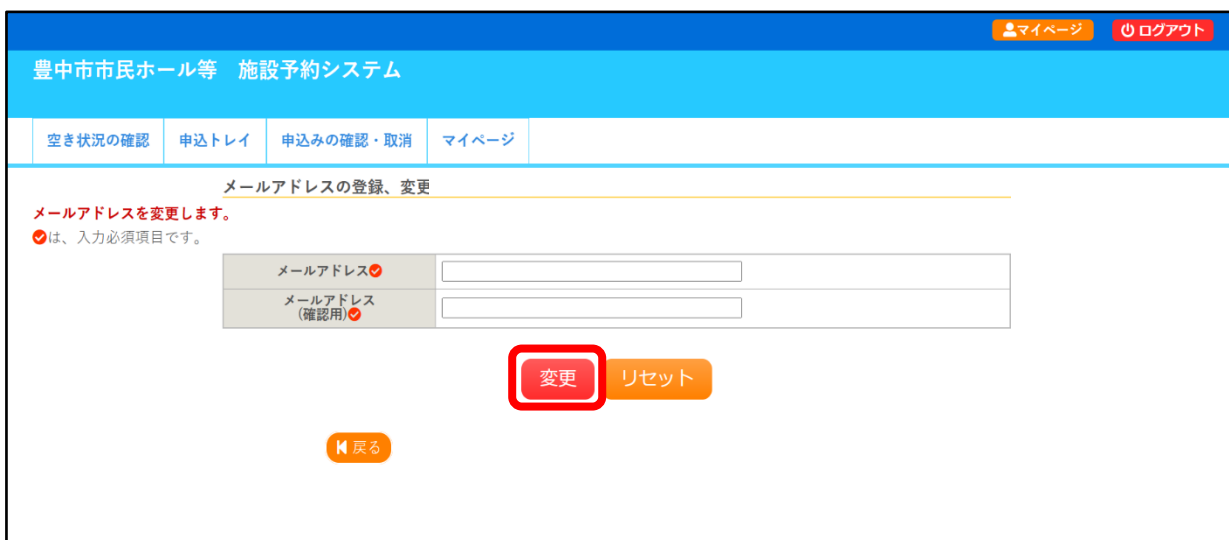 マイページ ログアウト
豊中市市民ホール等 施設予約システム
空き状況の確認 申込トレイ 申込みの確認・取消 マイページ
メールアドレスの登録、変更
メールアドレスを変更します。
は、入力必須項目です。
メールアドレス
メールアドレス
(確認用)
変更 リセット
戻る